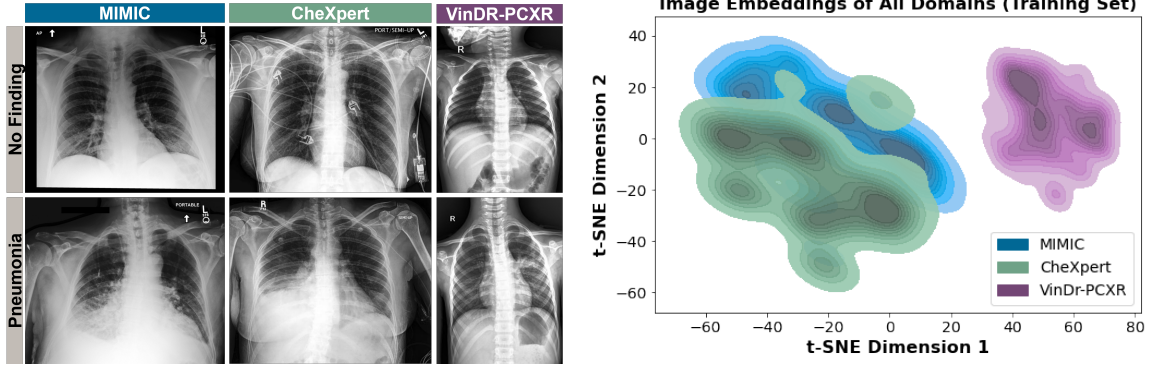 MIMIC
CheXpert
VinDR-PCXR
No Finding
AP
PORT/SEMI-UP
R
Pneumonia
PORTABLE
R
R
Image Embeddings of All Domains (Training Set)
t-SNE Dimension 2
40
20
0
−20
−40
−60
MIMIC
CheXpert
VinDr-PCXR
−60
−40
−20
0
20
40
60
80
t-SNE Dimension 1